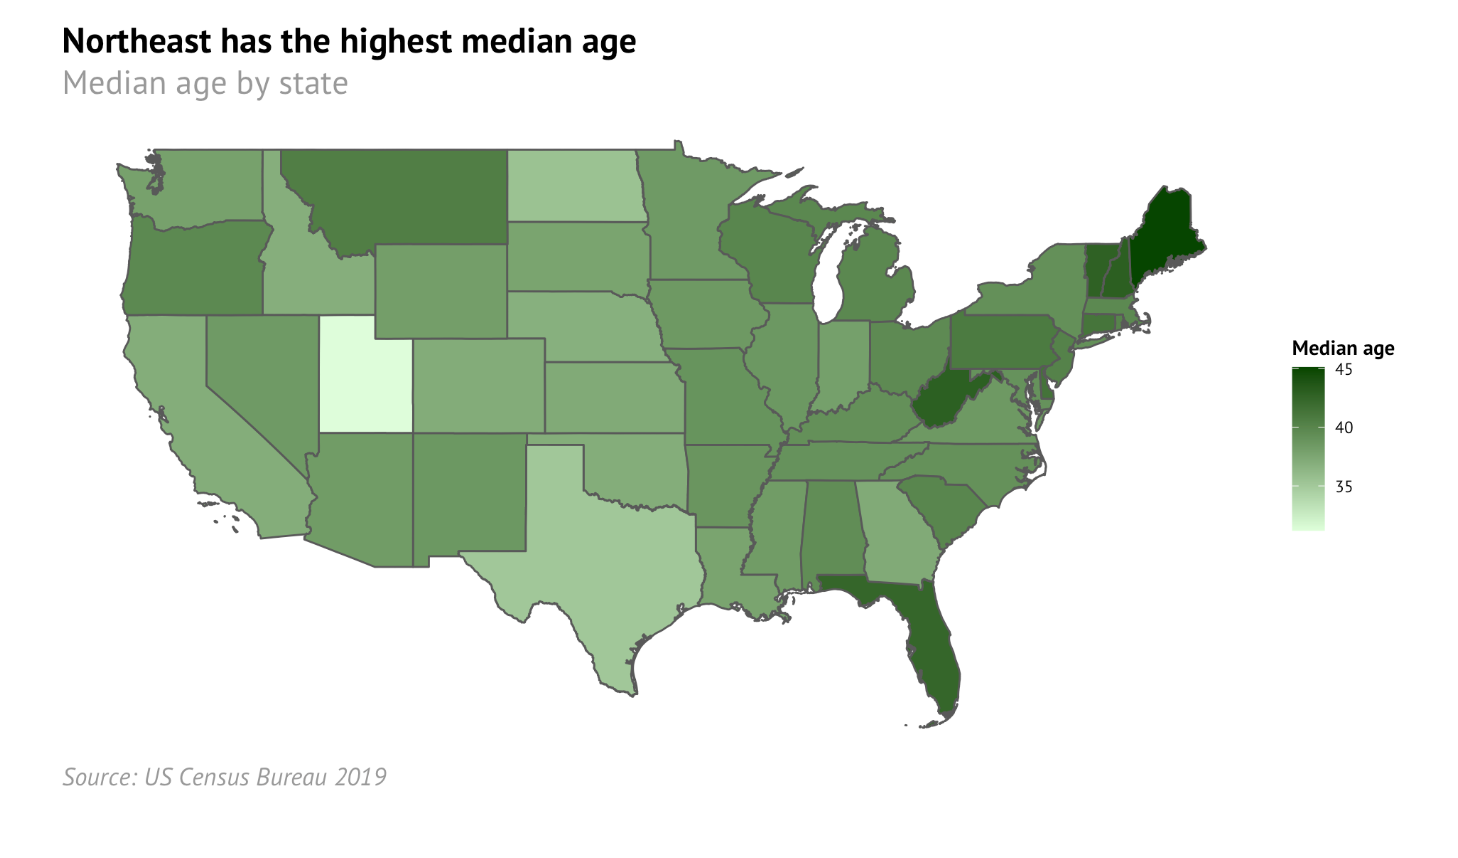 Northeast has the highest median age
Median age by state
Median age
45
40
35
Source: US Census Bureau 2019